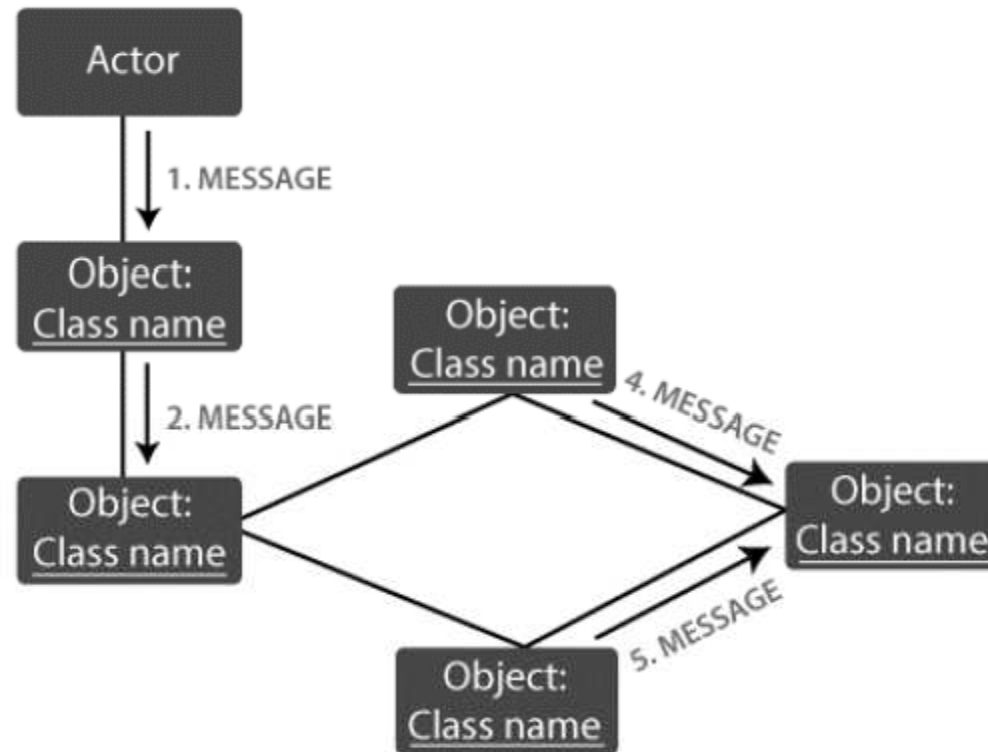 Actor
1. MESSAGE
Object:
Class name
Object:
Class name
4. MESSAGE
2. MESSAGE
Object:
Class name
Object:
Class name
5. MESSAGE
Object:
Class name